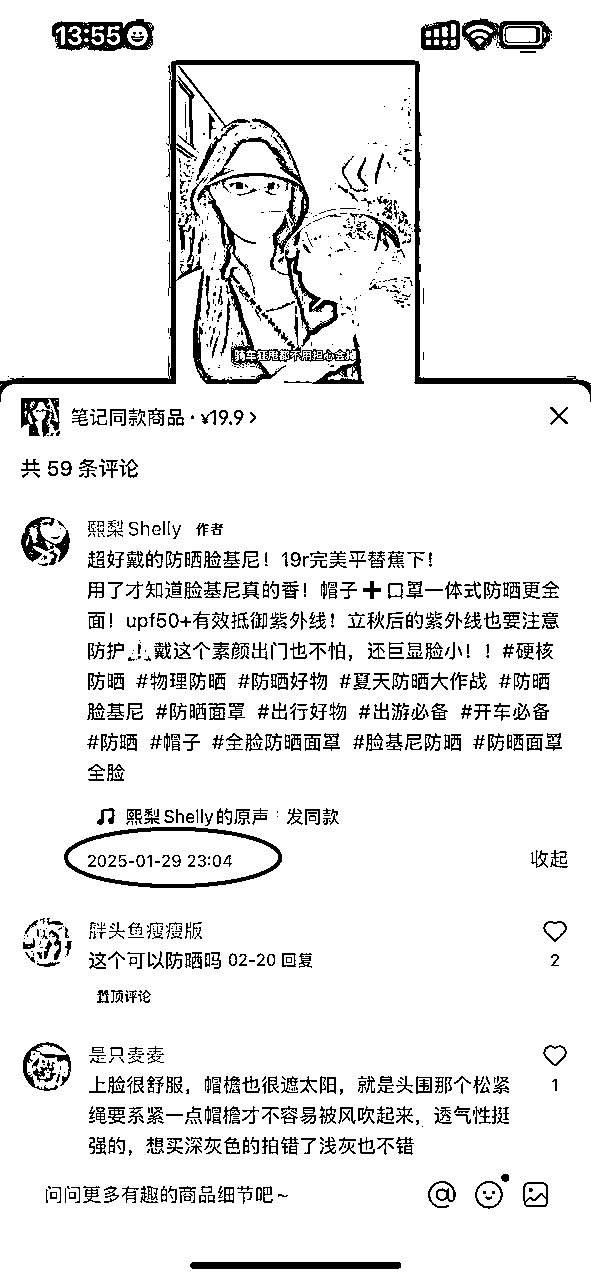 13:55
骑车狂甩都不用担心会掉
笔记同款商品 · ¥19.9 >
共 59 条评论
熙梨Shelly 作者
超好戴的防晒脸基尼！19r完美平替蕉下！
用了才知道脸基尼真的香！帽子➕口罩一体式防晒更全
面！upf50+有效抵御紫外线！立秋后的紫外线也要注意
防护⚠️戴这个素颜出门也不怕，还巨显脸小！！#硬核
防晒 #物理防晒 #防晒好物 #夏天防晒大作战 #防晒
脸基尼 #防晒面罩 #出行好物 #出游必备 #开车必备
#防晒 #帽子 #全脸防晒面罩 #脸基尼防晒 #防晒面罩
全脸
熙梨Shelly的原声 发同款
2025-01-29 23:04 收起
胖头鱼瘦瘦版
这个可以防晒吗 02-20 回复 2
置顶评论
是只麦麦
上脸很舒服，帽檐也很遮太阳，就是头围那个松紧 1
绳要系紧一点帽檐才不容易被风吹起来，透气性挺
强的，想买深灰色的拍错了浅灰也不错
问问更多有趣的商品细节吧~